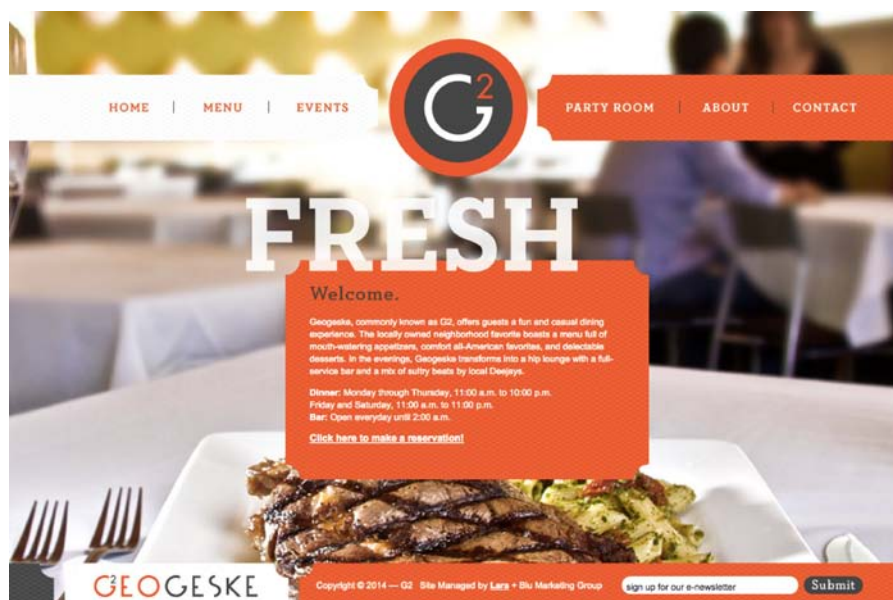 HOME | MENU | EVENTS
G2
PARTY ROOM | ABOUT | CONTACT
FRESH
Welcome.
Geogeske, commonly known as G2, offers guests a fun and casual dining
experience. The locally owned neighborhood favorite boasts a menu full of
mouth-watering appetizers, comfort all-American favorites, and delectable
desserts. In the evenings, Geogeske transforms into a hip lounge with a full-
service bar and a mix of sultry beats by local Deejays.
Dinner: Monday through Thursday, 11:00 a.m. to 10:00 p.m.
Friday and Saturday, 11:00 a.m. to 11:00 p.m.
Bar: Open everyday until 2:00 a.m.
Click here to make a reservation!
G2EOGESKE
Copyright © 2014 — G2 Site Managed by Lara + Blu Marketing Group
sign up for our e-newsletter
Submit